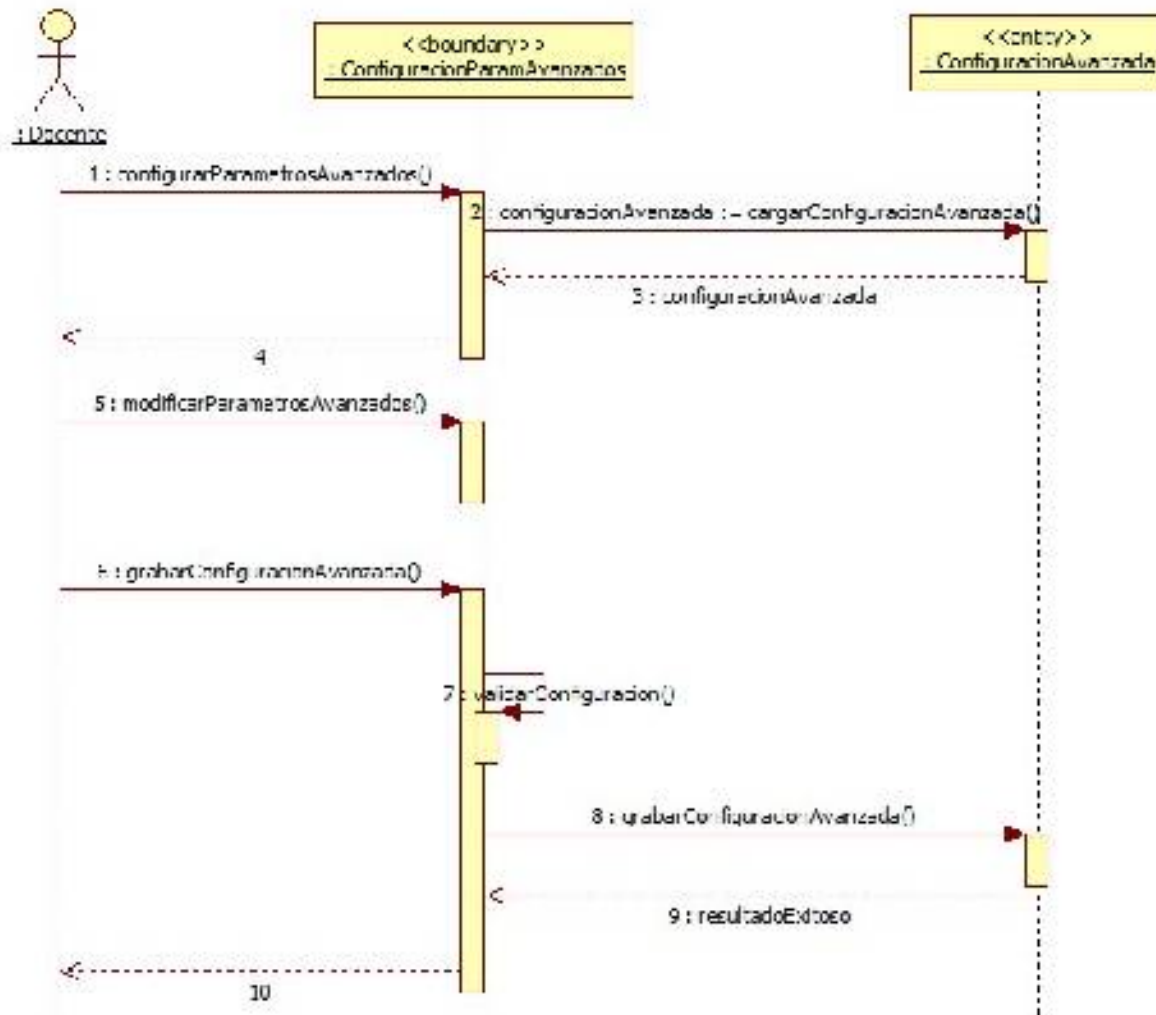 <<boundary>>
: ConfiguracionParamAvanzados
<<entity>>
: ConfiguracionAvanzada
: Docente
1 : configurarParametrosAvanzados()
2 : configuracionAvanzada := cargarConfiguracionAvanzada()
3 : configuracionAvanzada
4
5 : modificarParametrosAvanzados()
6 : grabarConfiguracionAvanzada()
7 : validarConfiguracion()
8 : grabarConfiguracionAvanzada()
9 : resultadoExitoso
10